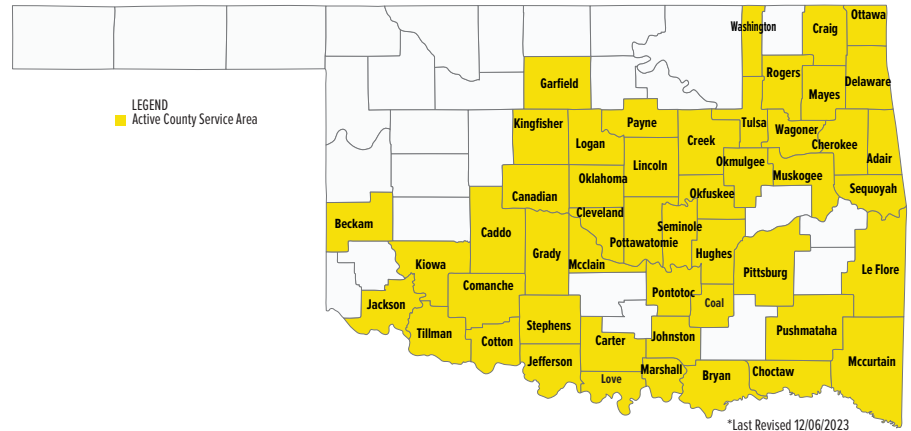 Ottawa
Washington
Craig
Rogers
Delaware
Garfield
Mayes
LEGEND
Active County Service Area
Kingfisher
Payne
Tulsa
Wagoner
Logan
Creek
Cherokee
Lincoln
Okmulgee
Adair
Oklahoma
Muskogee
Canadian
Okfuskee
Sequoyah
Beckam
Cleveland
Caddo
Seminole
Pottawatomie
Grady
Hughes
Kiowa
Mcclain
Pittsburg
Le Flore
Comanche
Pontotoc
Coal
Jackson
Stephens
Tillman
Pushmataha
Cotton
Carter
Johnston
Jefferson
Mccurtain
Love
Marshall
Bryan
Choctaw
*Last Revised 12/06/2023